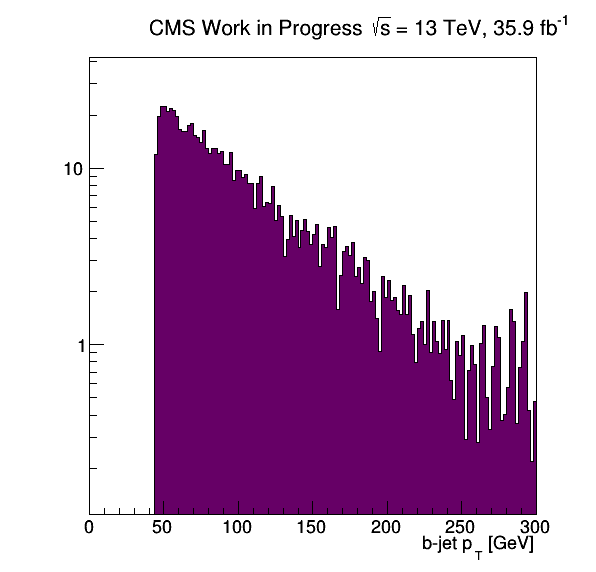 CMS Work in Progress √s = 13 TeV, 35.9 fb⁻¹
10
1
0 50 100 150 200 250 300
b-jet p_T [GeV]